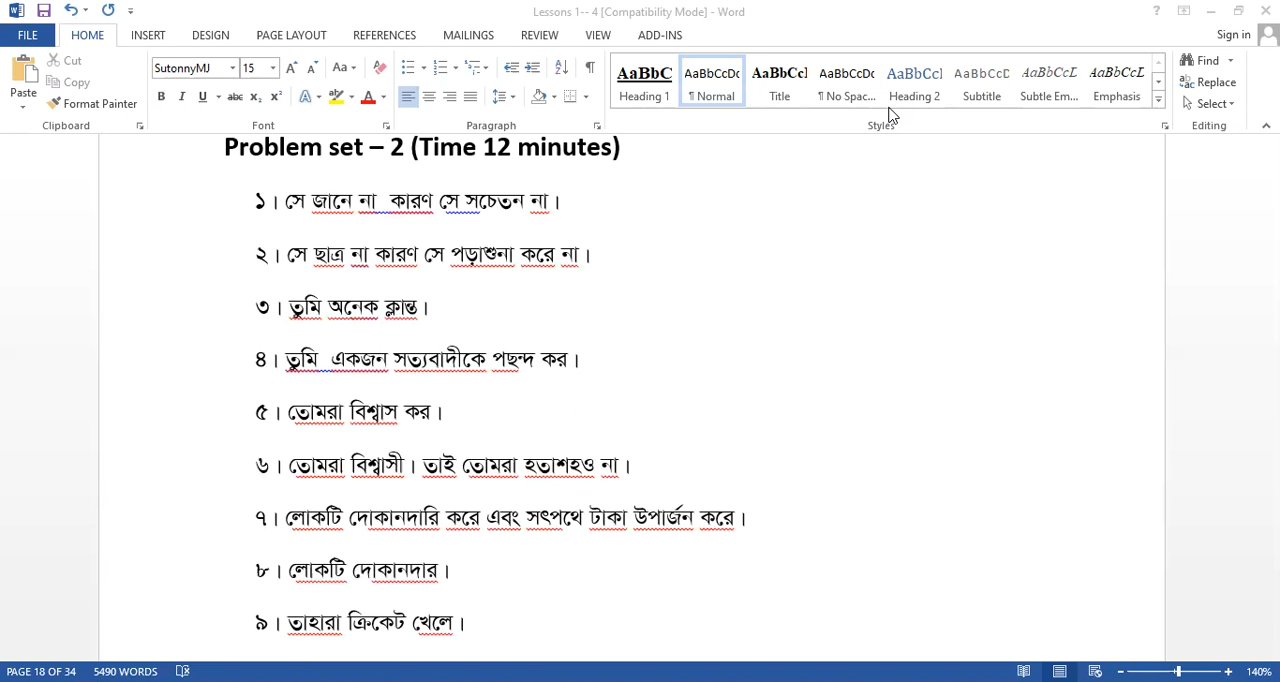 Lessons 1-- 4 [Compatibility Mode] - Word
?
FILE HOME INSERT DESIGN PAGE LAYOUT REFERENCES MAILINGS REVIEW VIEW ADD-INS Sign in
Paste Cut Copy Format Painter
SutonnyMJ 15 Aa
B I U abc x₂ x² A A
AaBbC AaBbCcDc AaBbCcl AaBbCcDc AaBbCcl AaBbCcD AaBbCcL AaBbCcL
Heading 1 ¶ Normal Title ¶ No Spac... Heading 2 Subtitle Subtle Em... Emphasis
Find Replace Select
Clipboard Font Paragraph Styles Editing
Problem set – 2 (Time 12 minutes)
১। সে জানে না কারণ সে সচেতন না।
২। সে ছাত্র না কারণ সে পড়াশুনা করে না।
৩। তুমি অনেক ক্লান্ত।
৪। তুমি একজন সত্যবাদীকে পছন্দ কর।
৫। তোমরা বিশ্বাস কর।
৬। তোমরা বিশ্বাসী। তাই তোমরা হতাশহও না।
৭। লোকটি দোকানদারি করে এবং সৎপথে টাকা উপার্জন করে।
৮। লোকটি দোকানদার।
৯। তাহারা ক্রিকেট খেলে।
PAGE 18 OF 34 5490 WORDS 140%